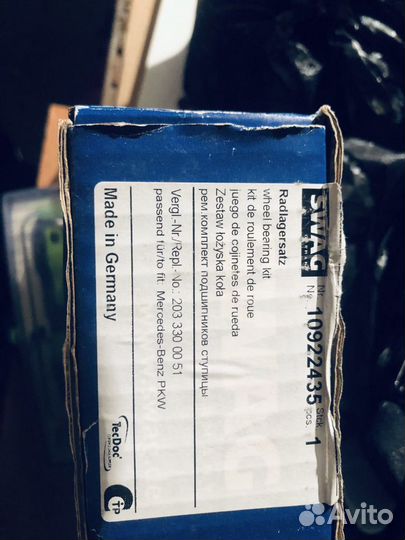 SWAG
Nr.
No.
10922435
Stck.
pcs.
1
Radlagersatz
wheel bearing kit
kit de roulement de roue
juego de cojinetes de rueda
Zestaw łożyska koła
рем.комплект подшипников ступицы
Vergl.-Nr./Repl.-No.: 203 330 00 51
passend für/to fit: Mercedes-Benz PKW
Made in Germany
TecDoc
TP
Avito